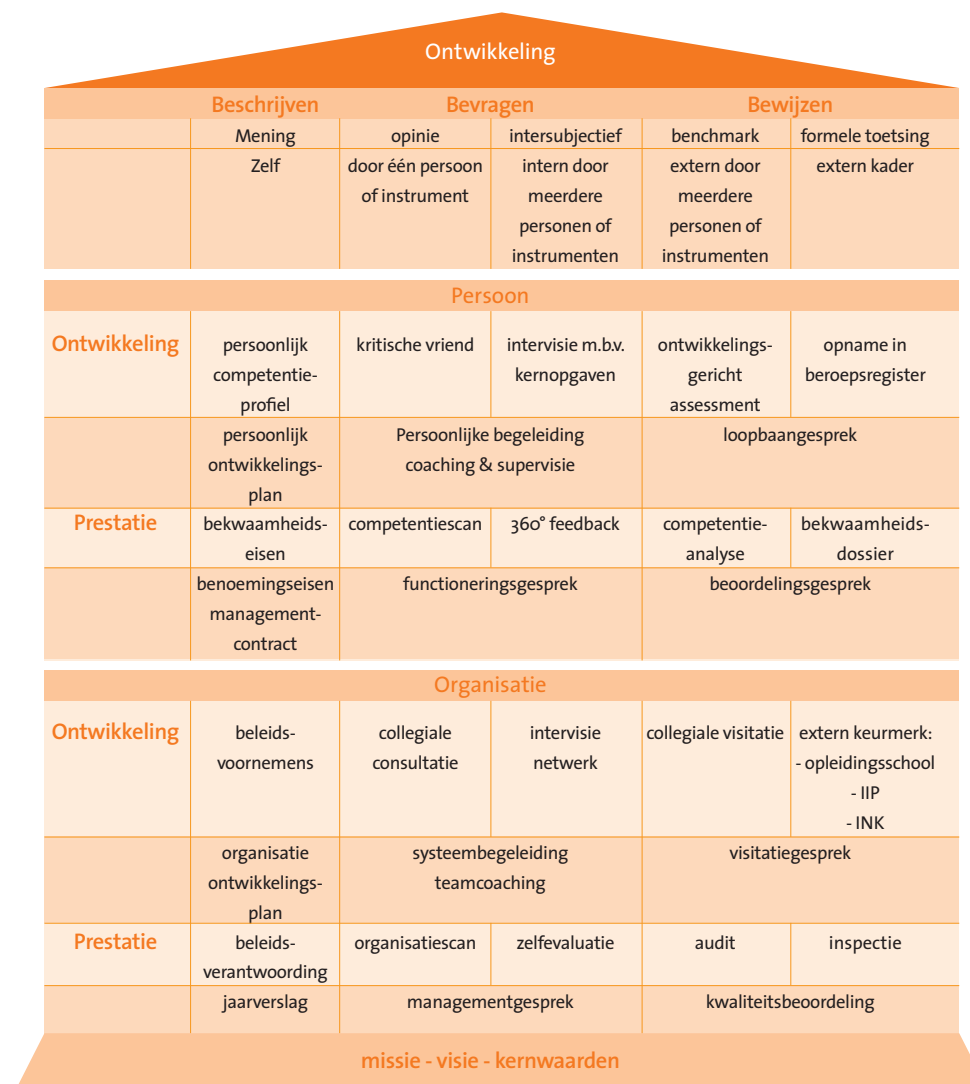 Ontwikkeling
Beschrijven Bevragen Bewijzen
Mening opinie intersubjectief benchmark formele toetsing
Zelf door één persoon intern door extern door extern kader
of instrument meerdere meerdere
personen of personen of
instrumenten instrumenten
Persoon
Ontwikkeling persoonlijk kritische vriend intervisie m.b.v. ontwikkelings- opname in
competentie- kernopgaven gericht beroepsregister
profiel assessment
persoonlijk Persoonlijke begeleiding loopbaangesprek
ontwikkelings- coaching & supervisie
plan
Prestatie bekwaamheids- competentiescan 360° feedback competentie- bekwaamheids-
eisen analyse dossier
benoemingseisen functioneringsgesprek beoordelingsgesprek
management-
contract
Organisatie
Ontwikkeling beleids- collegiale intervisie collegiale visitatie extern keurmerk:
voornemens consultatie netwerk - opleidingsschool
- IIP
- INK
organisatie systeembegeleiding visitatiegesprek
ontwikkelings- teamcoaching
plan
Prestatie beleids- organisatiescan zelfevaluatie audit inspectie
verantwoording
jaarverslag managementgesprek kwaliteitsbeoordeling
missie - visie - kernwaarden